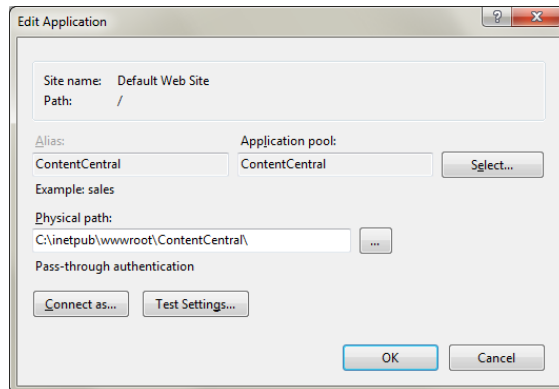 Edit Application
Site name: Default Web Site
Path: /
Alias: Application pool:
ContentCentral ContentCentral Select...
Example: sales
Physical path:
C:\inetpub\wwwroot\ContentCentral\ ...
Pass-through authentication
Connect as... Test Settings...
OK Cancel